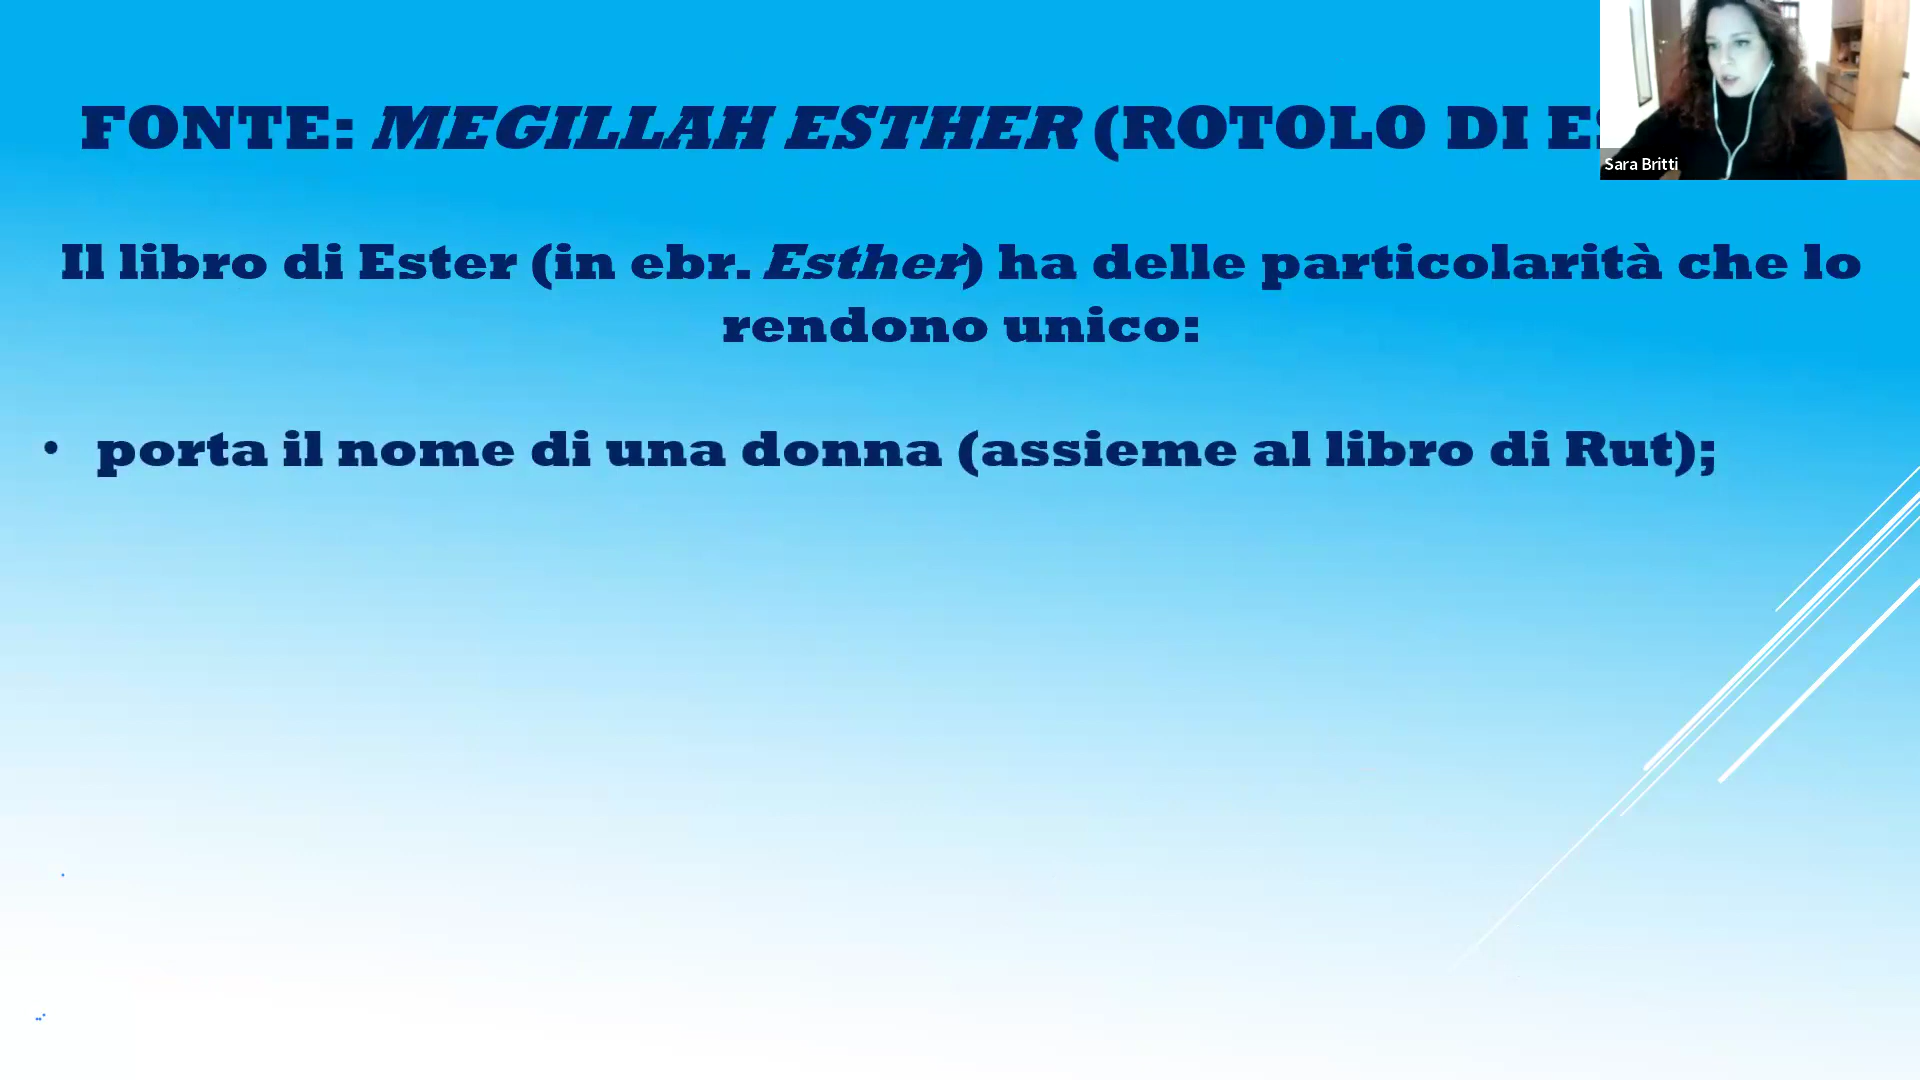 FONTE: MEGILLAH ESTHER (ROTOLO DI
Sara Britti
Il libro di Ester (in ebr. Esther) ha delle particolarità che lo
rendono unico:
• porta il nome di una donna (assieme al libro di Rut);